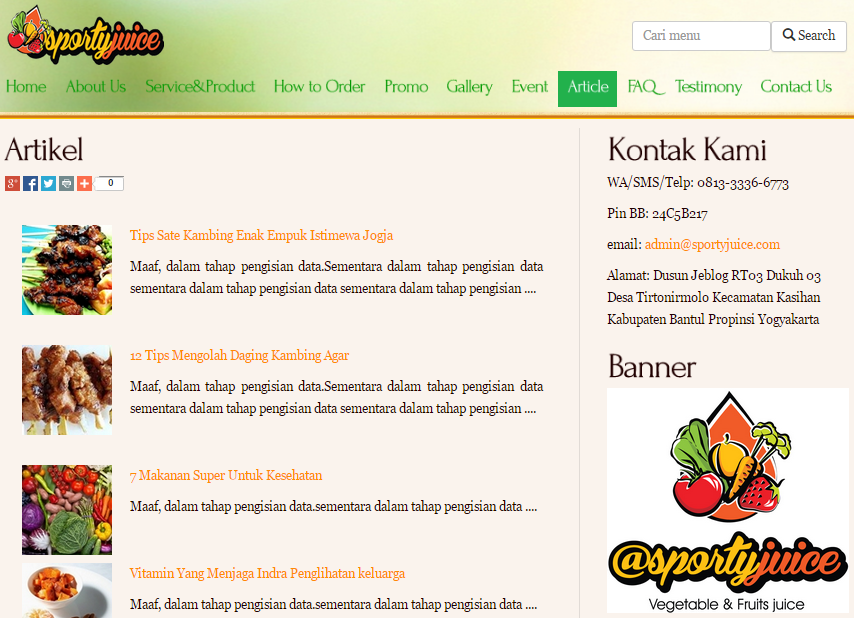 sportyjuice
Cari menu
Search
Home About Us Service&Product How to Order Promo Gallery Event Article FAQ Testimony Contact Us
Artikel
0
Tips Sate Kambing Enak Empuk Istimewa Jogja
Maaf, dalam tahap pengisian data.Sementara dalam tahap pengisian data
sementara dalam tahap pengisian data sementara dalam tahap pengisian ....
12 Tips Mengolah Daging Kambing Agar
Maaf, dalam tahap pengisian data.Sementara dalam tahap pengisian data
sementara dalam tahap pengisian data sementara dalam tahap pengisian ....
7 Makanan Super Untuk Kesehatan
Maaf, dalam tahap pengisian data.sementara dalam tahap pengisian data ....
Vitamin Yang Menjaga Indra Penglihatan keluarga
Maaf, dalam tahap pengisian data.sementara dalam tahap pengisian data ....
Kontak Kami
WA/SMS/Telp: 0813-3336-6773
Pin BB: 24C5B217
email: admin@sportyjuice.com
Alamat: Dusun Jeblog RT03 Dukuh 03
Desa Tirtonirmolo Kecamatan Kasihan
Kabupaten Bantul Propinsi Yogyakarta
Banner
@sportyjuice
Vegetable & Fruits juice